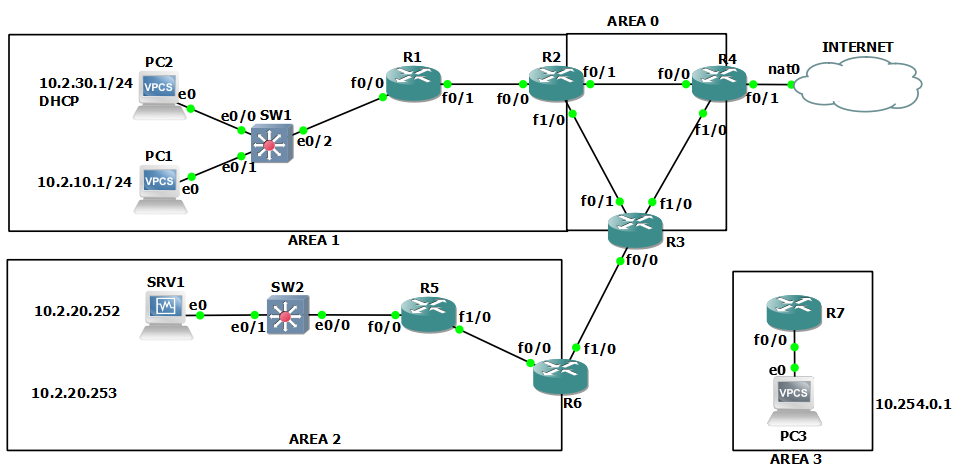 AREA 0
INTERNET
PC2
R1
R2
R4
nat0
10.2.30.1/24
DHCP
VPCS
e0
f0/0
f0/1
f0/0
f0/1
f0/0
f0/1
e0/0
SW1
f1/0
f1/0
e0/1
e0/2
PC1
10.2.10.1/24
VPCS
e0
f0/1
f1/0
R3
AREA 1
f0/0
SRV1
SW2
R5
10.2.20.252
e0
e0/1
e0/0
f0/0
f1/0
R7
f0/0
f0/0
f1/0
e0
10.2.20.253
R6
VPCS
10.254.0.1
PC3
AREA 2
AREA 3